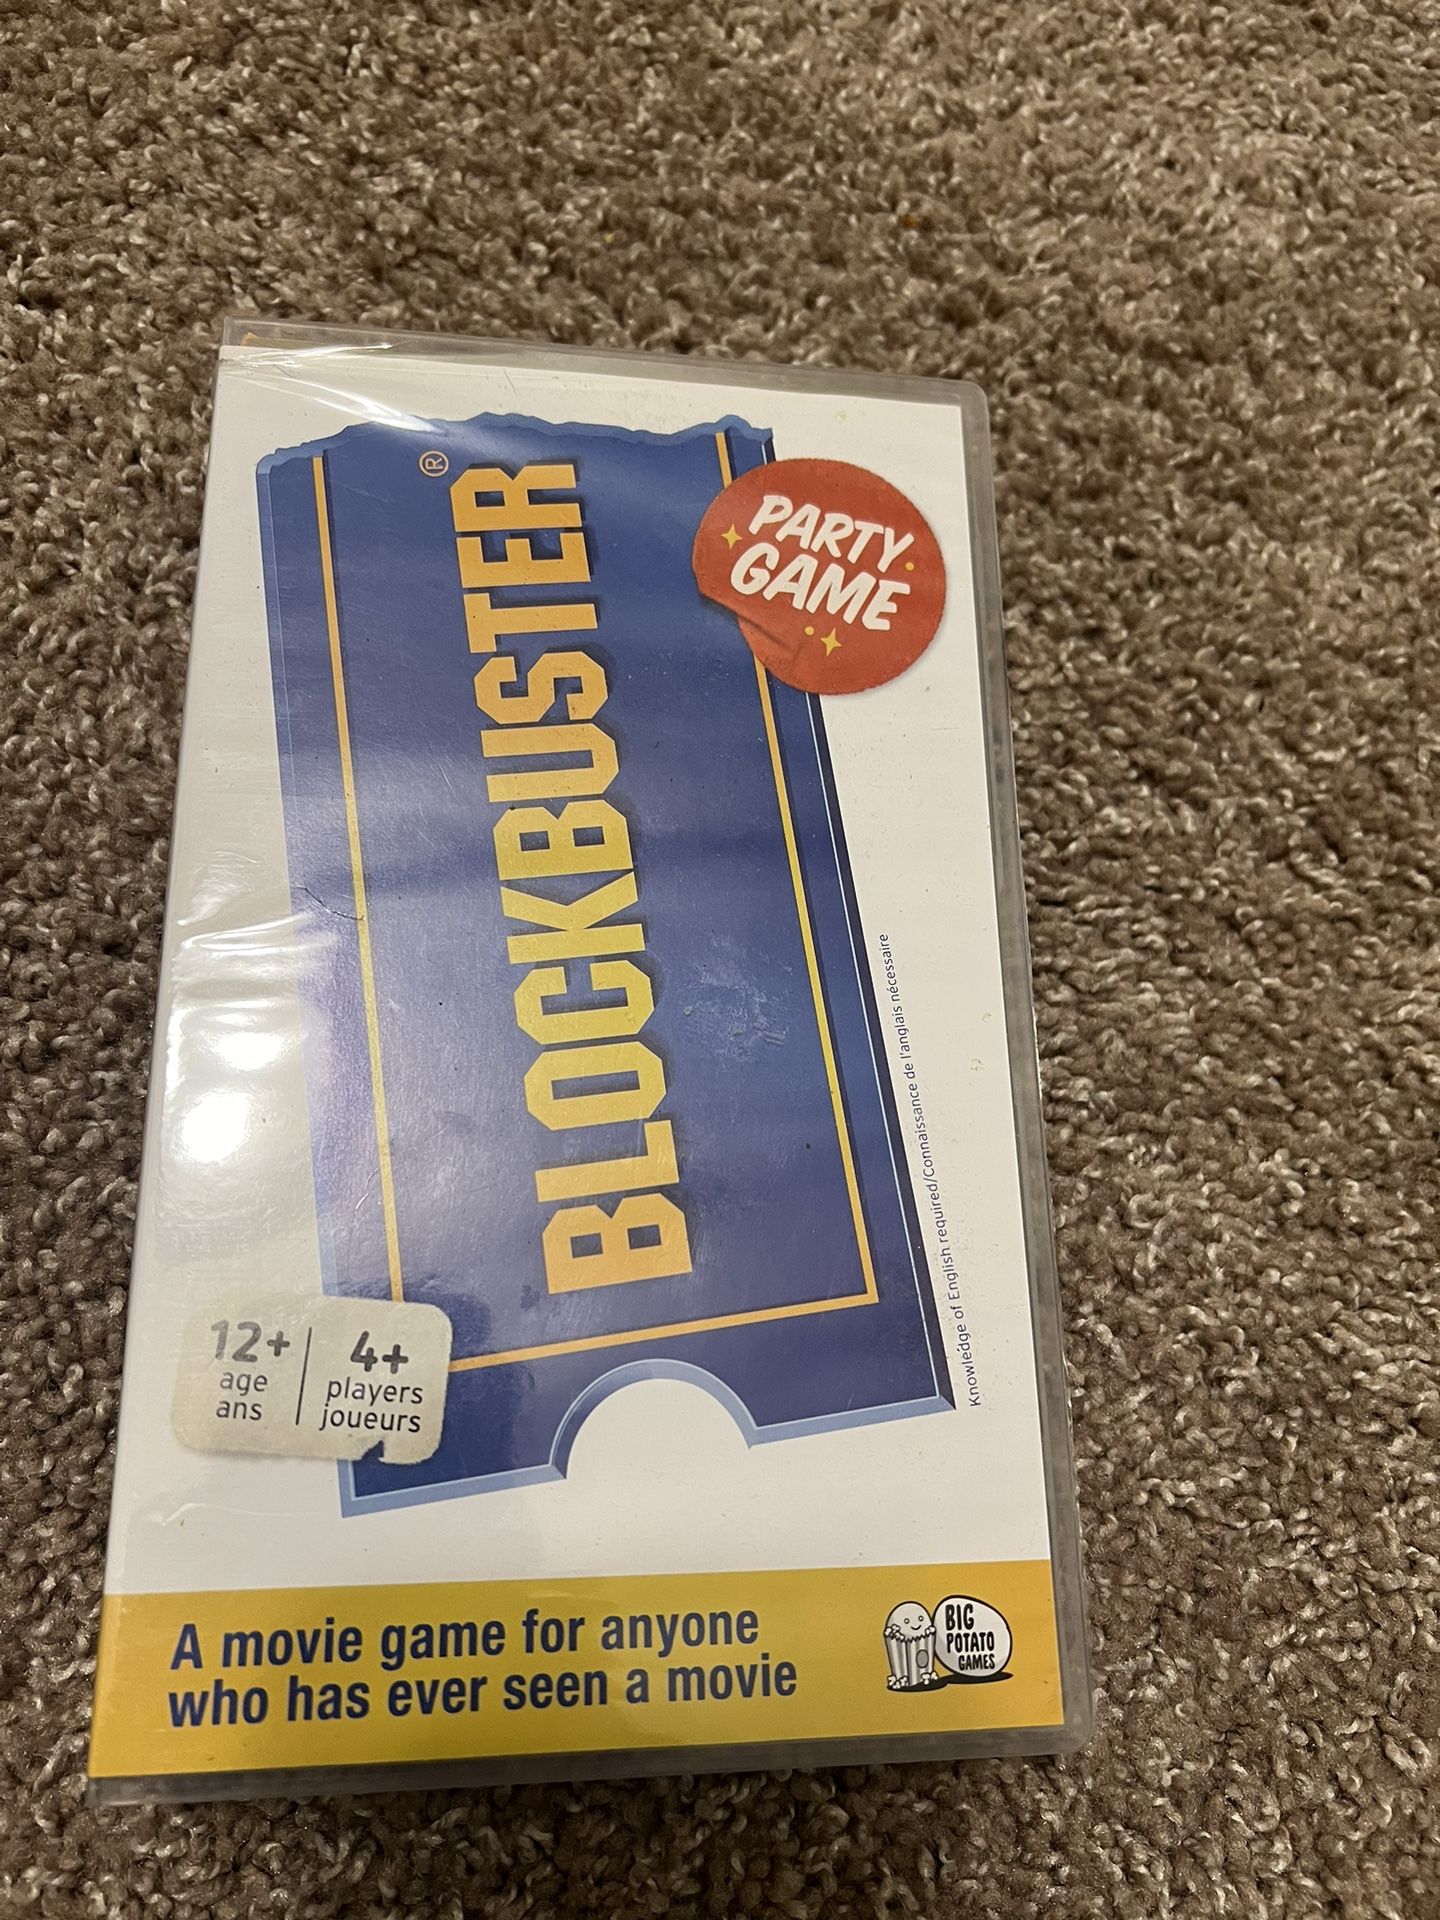 PARTY
GAME
BLOCKBUSTER®
Knowledge of English required/Connaissance de l'anglais nécessaire
12+
age
ans
4+
players
joueurs
A movie game for anyone
who has ever seen a movie
BIG
POTATO
GAMES